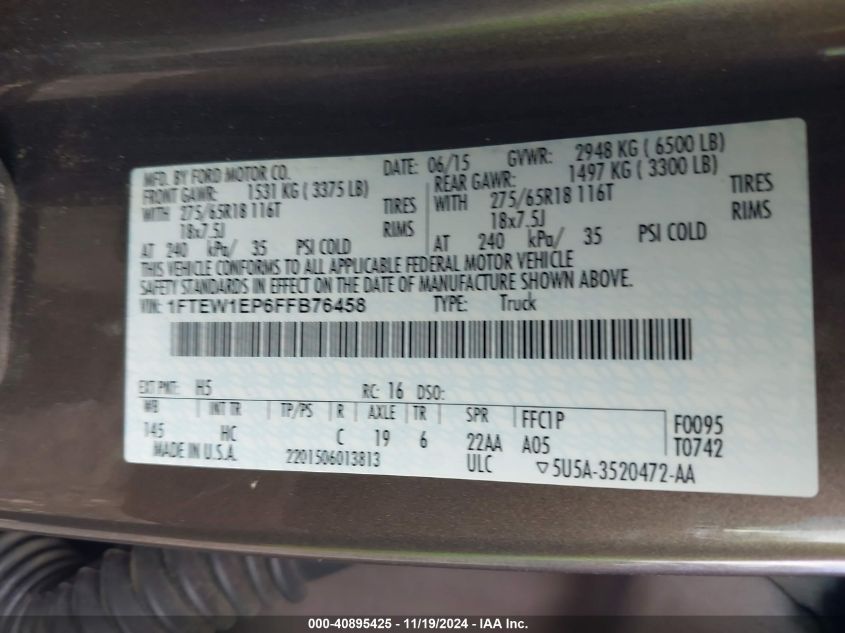 MFD. BY FORD MOTOR CO. DATE: 06/15 GVWR: 2948 KG ( 6500 LB)
FRONT GAWR: 1531 KG ( 3375 LB) REAR GAWR: 1497 KG ( 3300 LB)
WITH 275/65R18 116T TIRES WITH 275/65R18 116T TIRES
18x7.5J RIMS 18x7.5J RIMS
AT 240 kPa/ 35 PSI COLD AT 240 kPa/ 35 PSI COLD
THIS VEHICLE CONFORMS TO ALL APPLICABLE FEDERAL MOTOR VEHICLE
SAFETY STANDARDS IN EFFECT ON THE DATE OF MANUFACTURE SHOWN ABOVE.
VIN: 1FTEW1EP6FFB76458 TYPE: Truck
EXT PNT: H5 RC: 16 DSO:
WB INT TR TP/PS R AXLE TR SPR FFC1P F0095
145 HC C 19 6 22AA A05 T0742
MADE IN U.S.A. 2201506013813 ULC ▽5U5A-3520472-AA
000-40895425 - 11/19/2024 - IAA Inc.